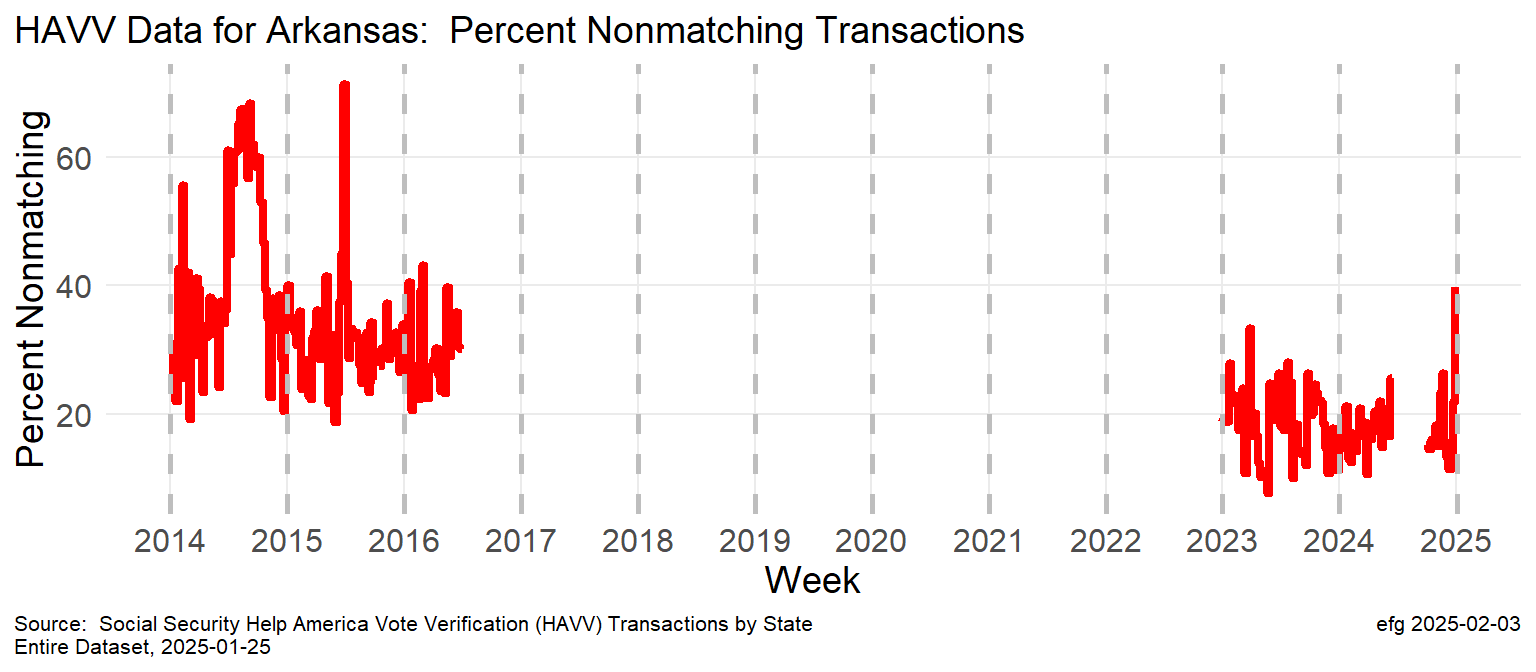 HAVV Data for Arkansas:  Percent Nonmatching Transactions
Percent Nonmatching
60
40
20
2014 2015 2016 2017 2018 2019 2020 2021 2022 2023 2024 2025
Week
Source:  Social Security Help America Vote Verification (HAVV) Transactions by State
Entire Dataset, 2025-01-25
efg 2025-02-03